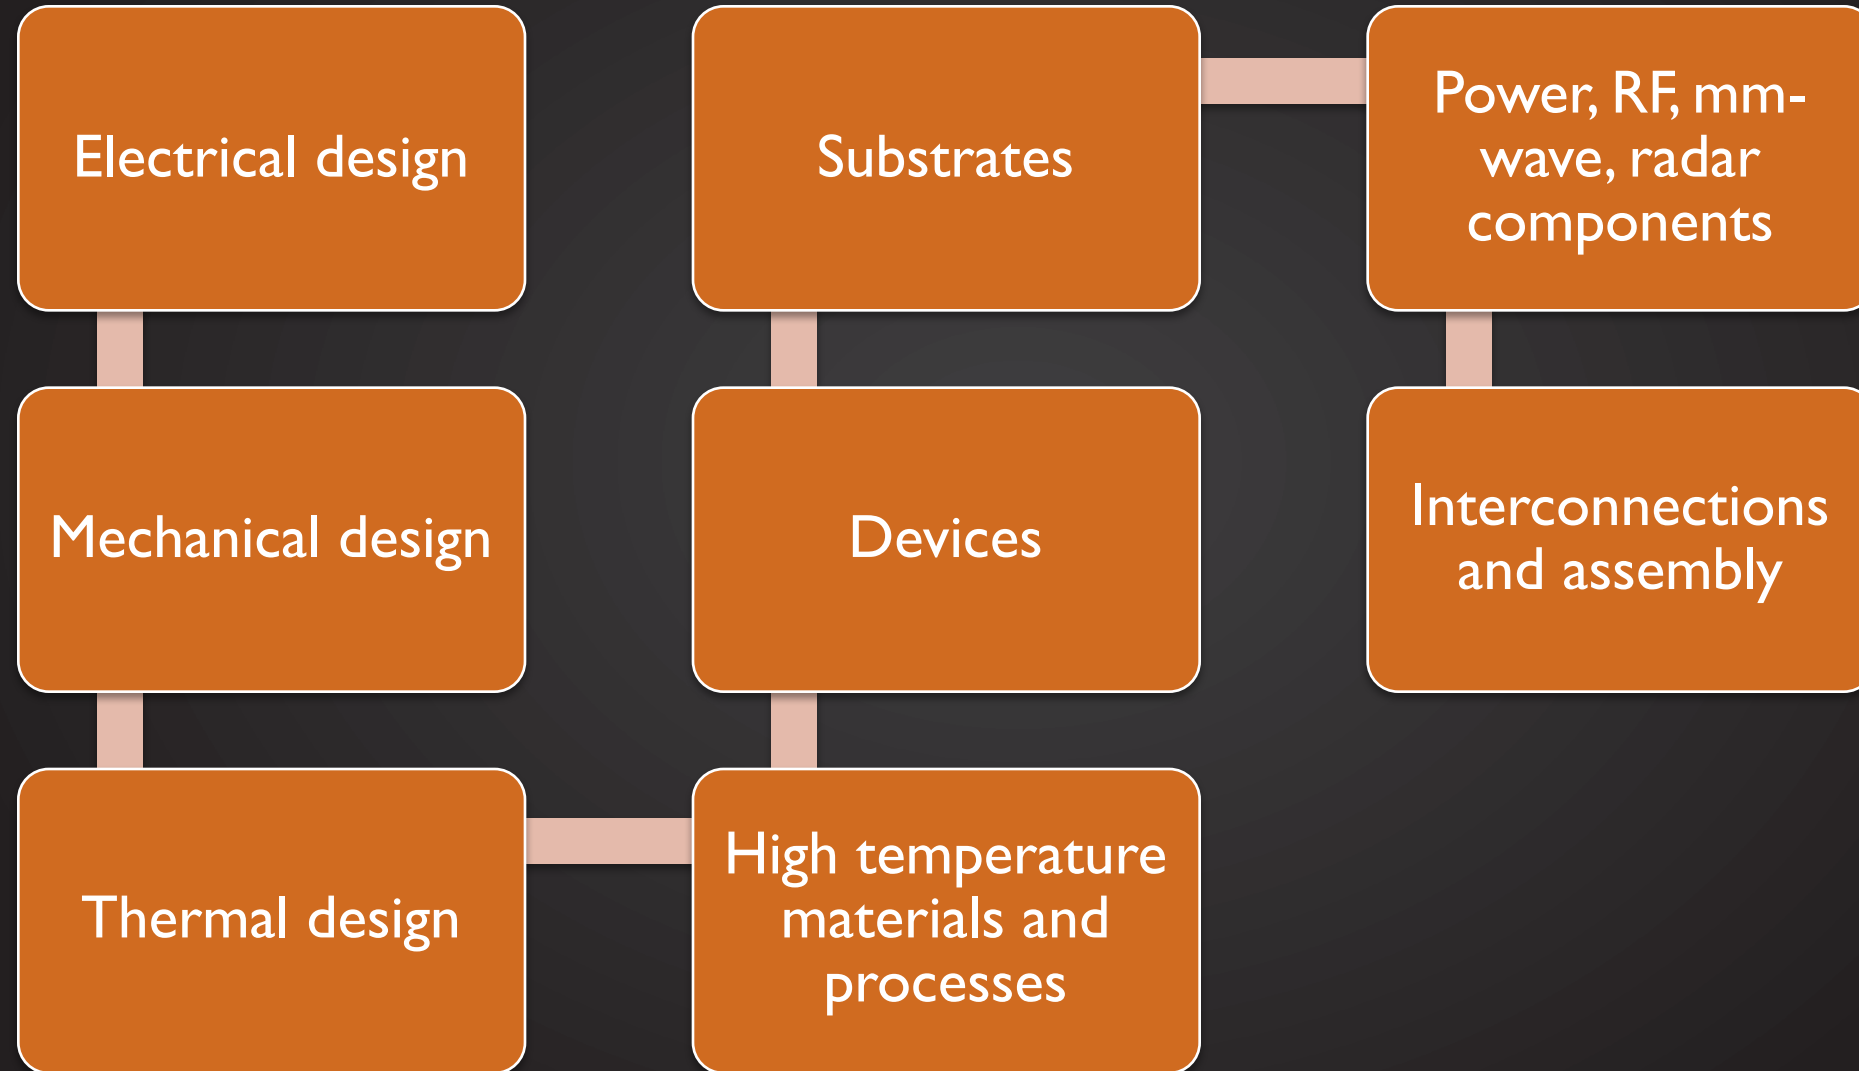 Electrical design
Mechanical design
Thermal design
High temperature
materials and
processes
Devices
Substrates
Power, RF, mm-
wave, radar
components
Interconnections
and assembly